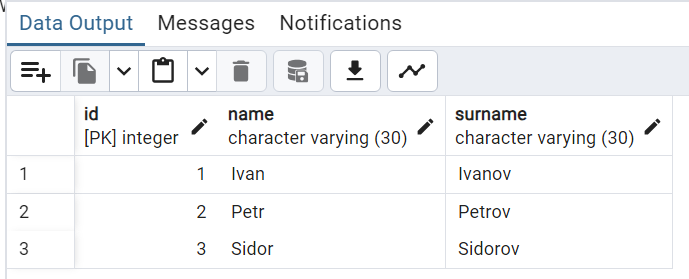 Data Output Messages Notifications
id name surname
[PK] integer character varying (30) character varying (30)
1 1 Ivan Ivanov
2 2 Petr Petrov
3 3 Sidor Sidorov